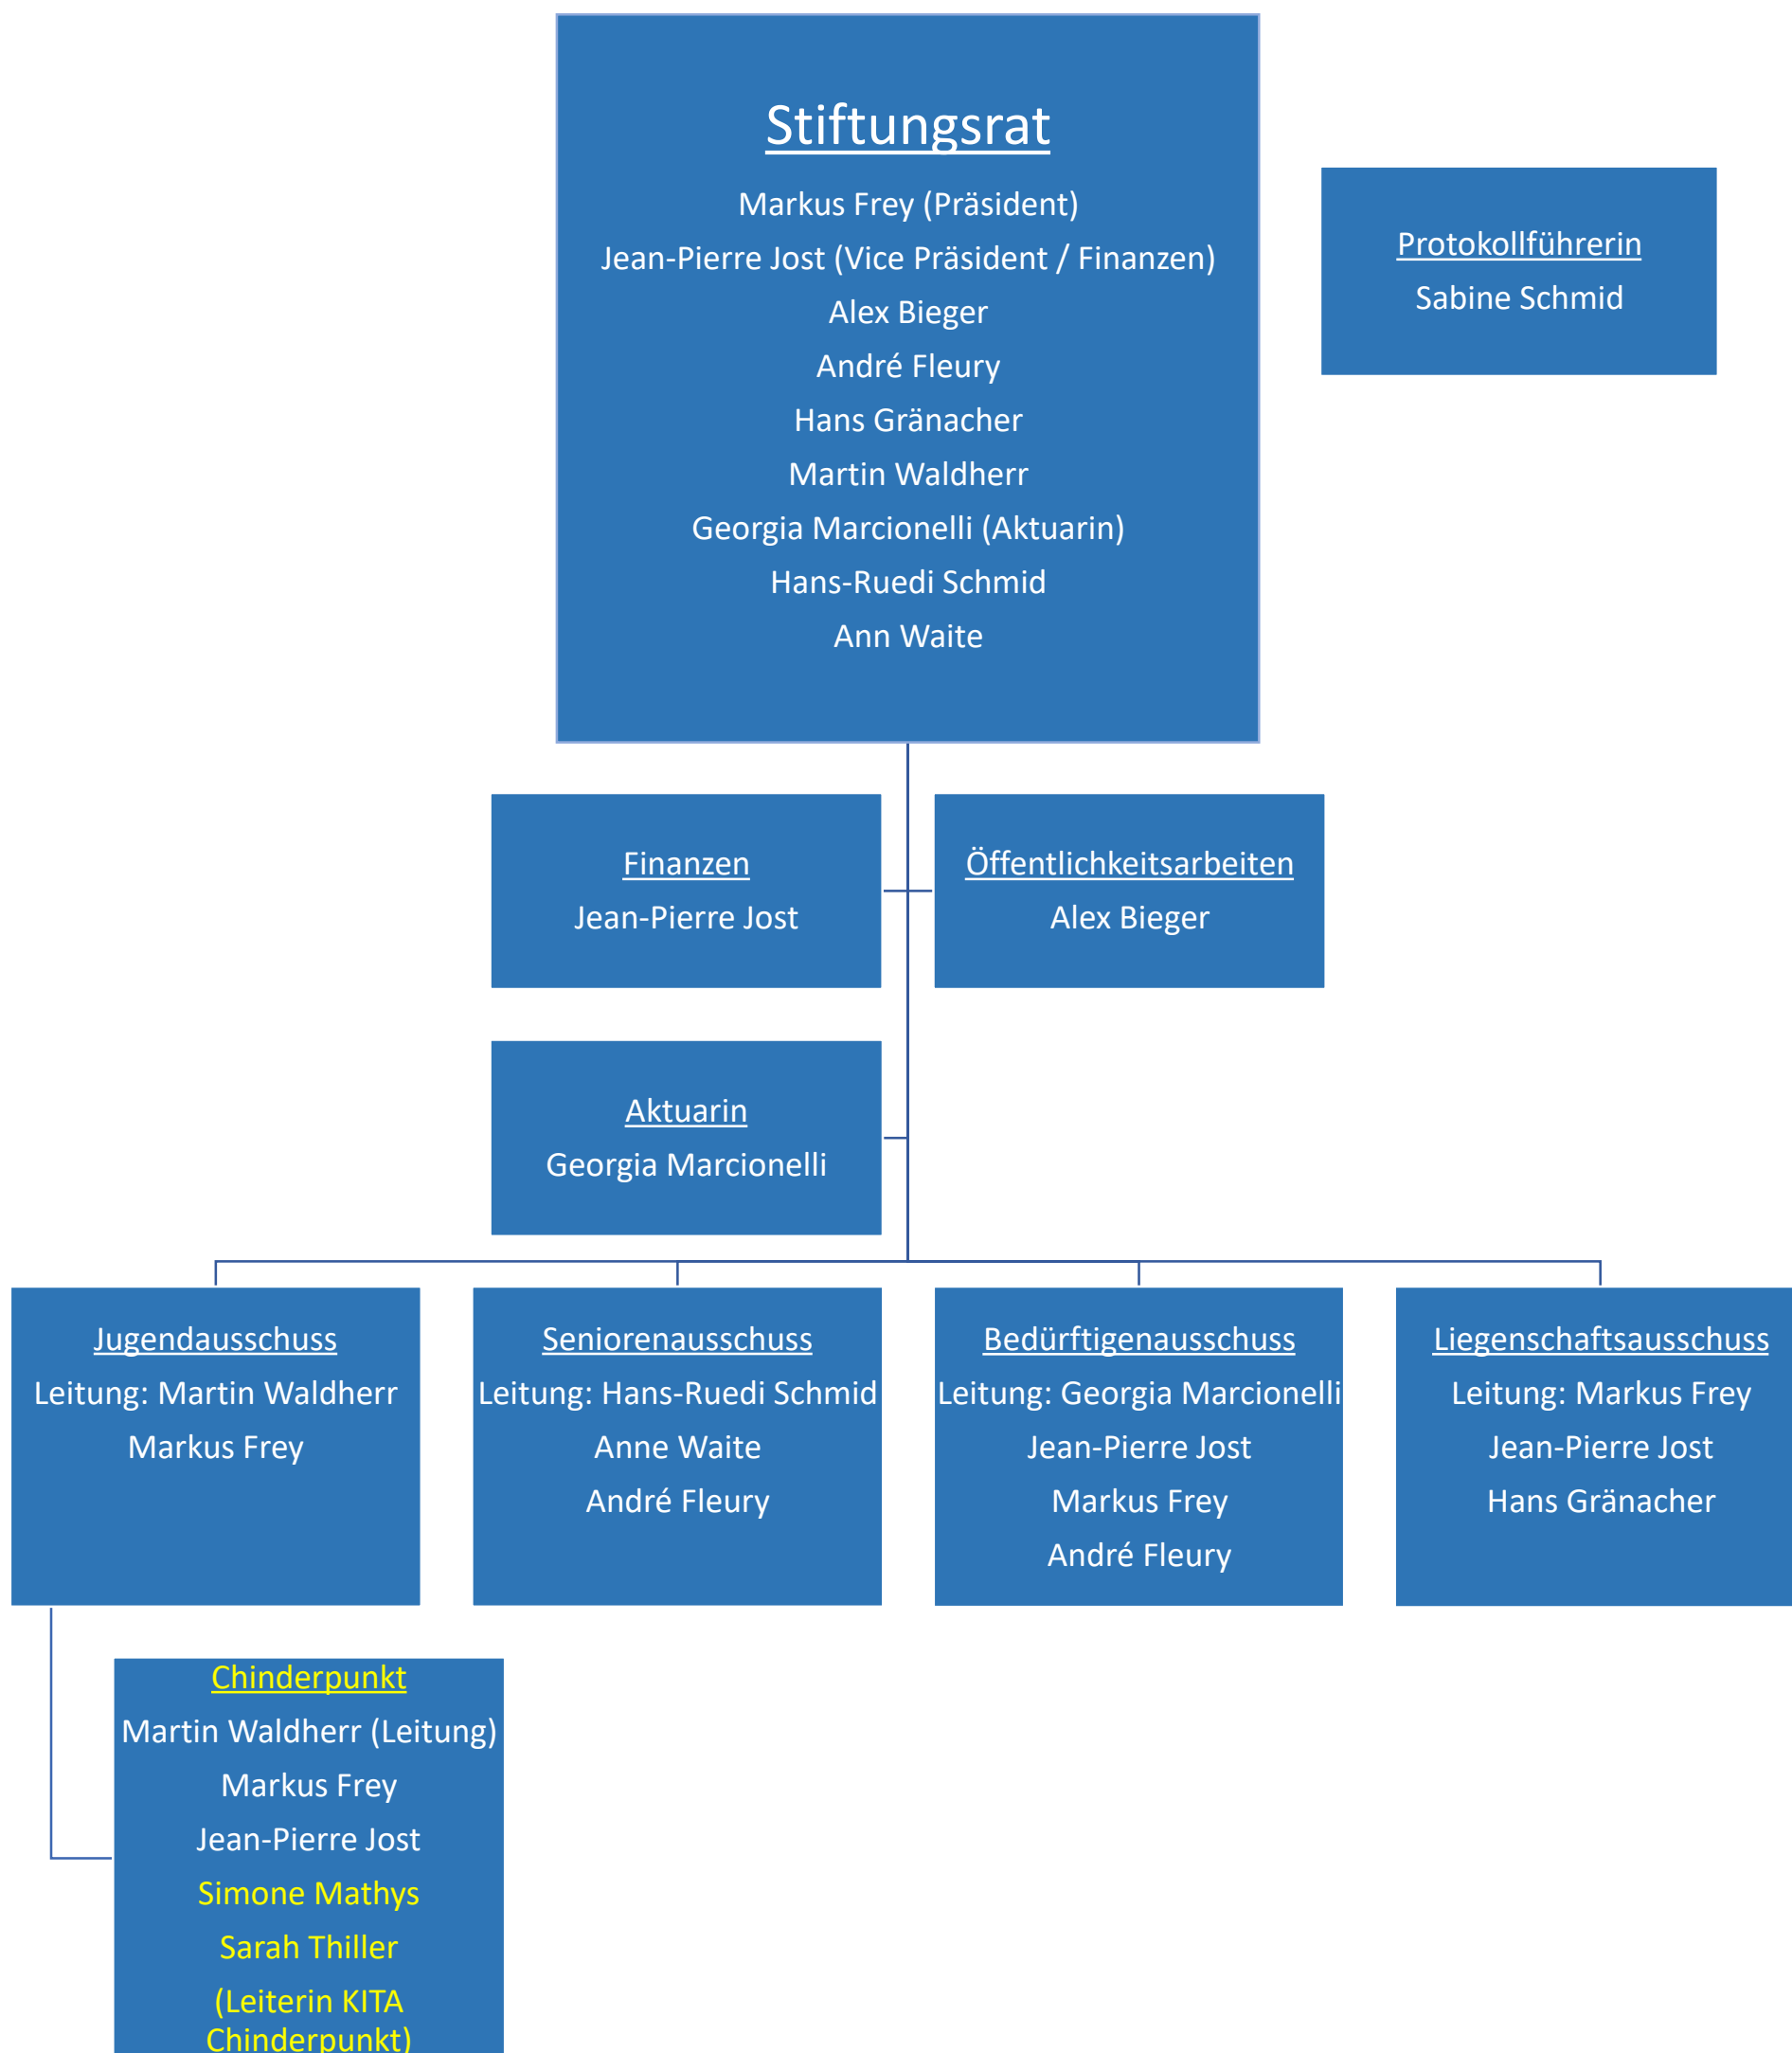 Stiftungsrat
Markus Frey (Präsident)
Jean-Pierre Jost (Vice Präsident / Finanzen)
Alex Bieger
André Fleury
Hans Gränacher
Martin Waldherr
Georgia Marcionelli (Aktuarin)
Hans-Ruedi Schmid
Ann Waite
Protokollführerin
Sabine Schmid
Finanzen
Jean-Pierre Jost
Öffentlichkeitsarbeiten
Alex Bieger
Aktuarin
Georgia Marcionelli
Jugendausschuss
Leitung: Martin Waldherr
Markus Frey
Seniorenausschuss
Leitung: Hans-Ruedi Schmid
Anne Waite
André Fleury
Bedürftigenausschuss
Leitung: Georgia Marcionelli
Jean-Pierre Jost
Markus Frey
André Fleury
Liegenschaftsausschuss
Leitung: Markus Frey
Jean-Pierre Jost
Hans Gränacher
Chinderpunkt
Martin Waldherr (Leitung)
Markus Frey
Jean-Pierre Jost
Simone Mathys
Sarah Thiller
(Leiterin KITA
Chinderpunkt)